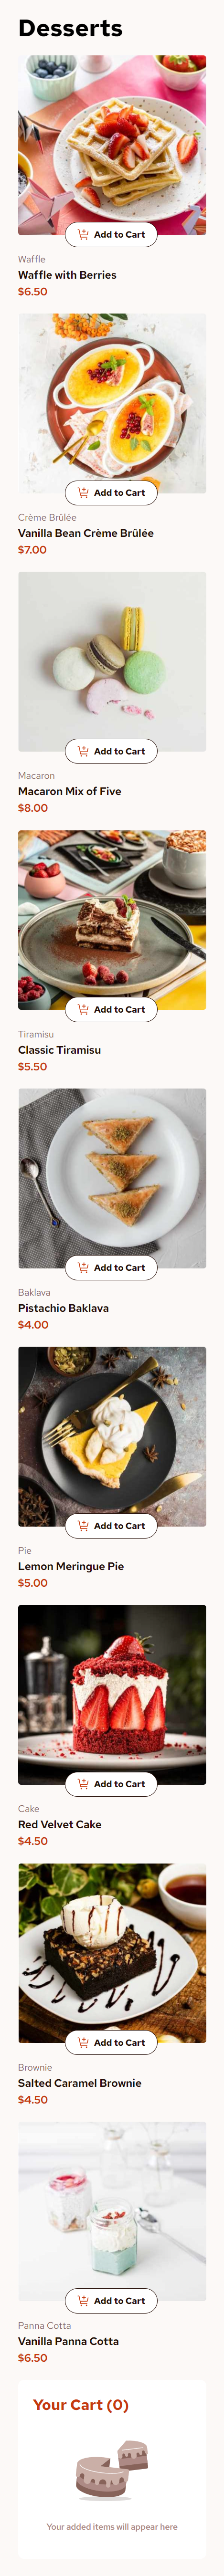 Desserts
Add to Cart
Waffle
Waffle with Berries
$6.50
Add to Cart
Crème Brûlée
Vanilla Bean Crème Brûlée
$7.00
Add to Cart
Macaron
Macaron Mix of Five
$8.00
Add to Cart
Tiramisu
Classic Tiramisu
$5.50
Add to Cart
Baklava
Pistachio Baklava
$4.00
Add to Cart
Pie
Lemon Meringue Pie
$5.00
Add to Cart
Cake
Red Velvet Cake
$4.50
Add to Cart
Brownie
Salted Caramel Brownie
$4.50
Add to Cart
Panna Cotta
Vanilla Panna Cotta
$6.50
Your Cart (0)
Your added items will appear here